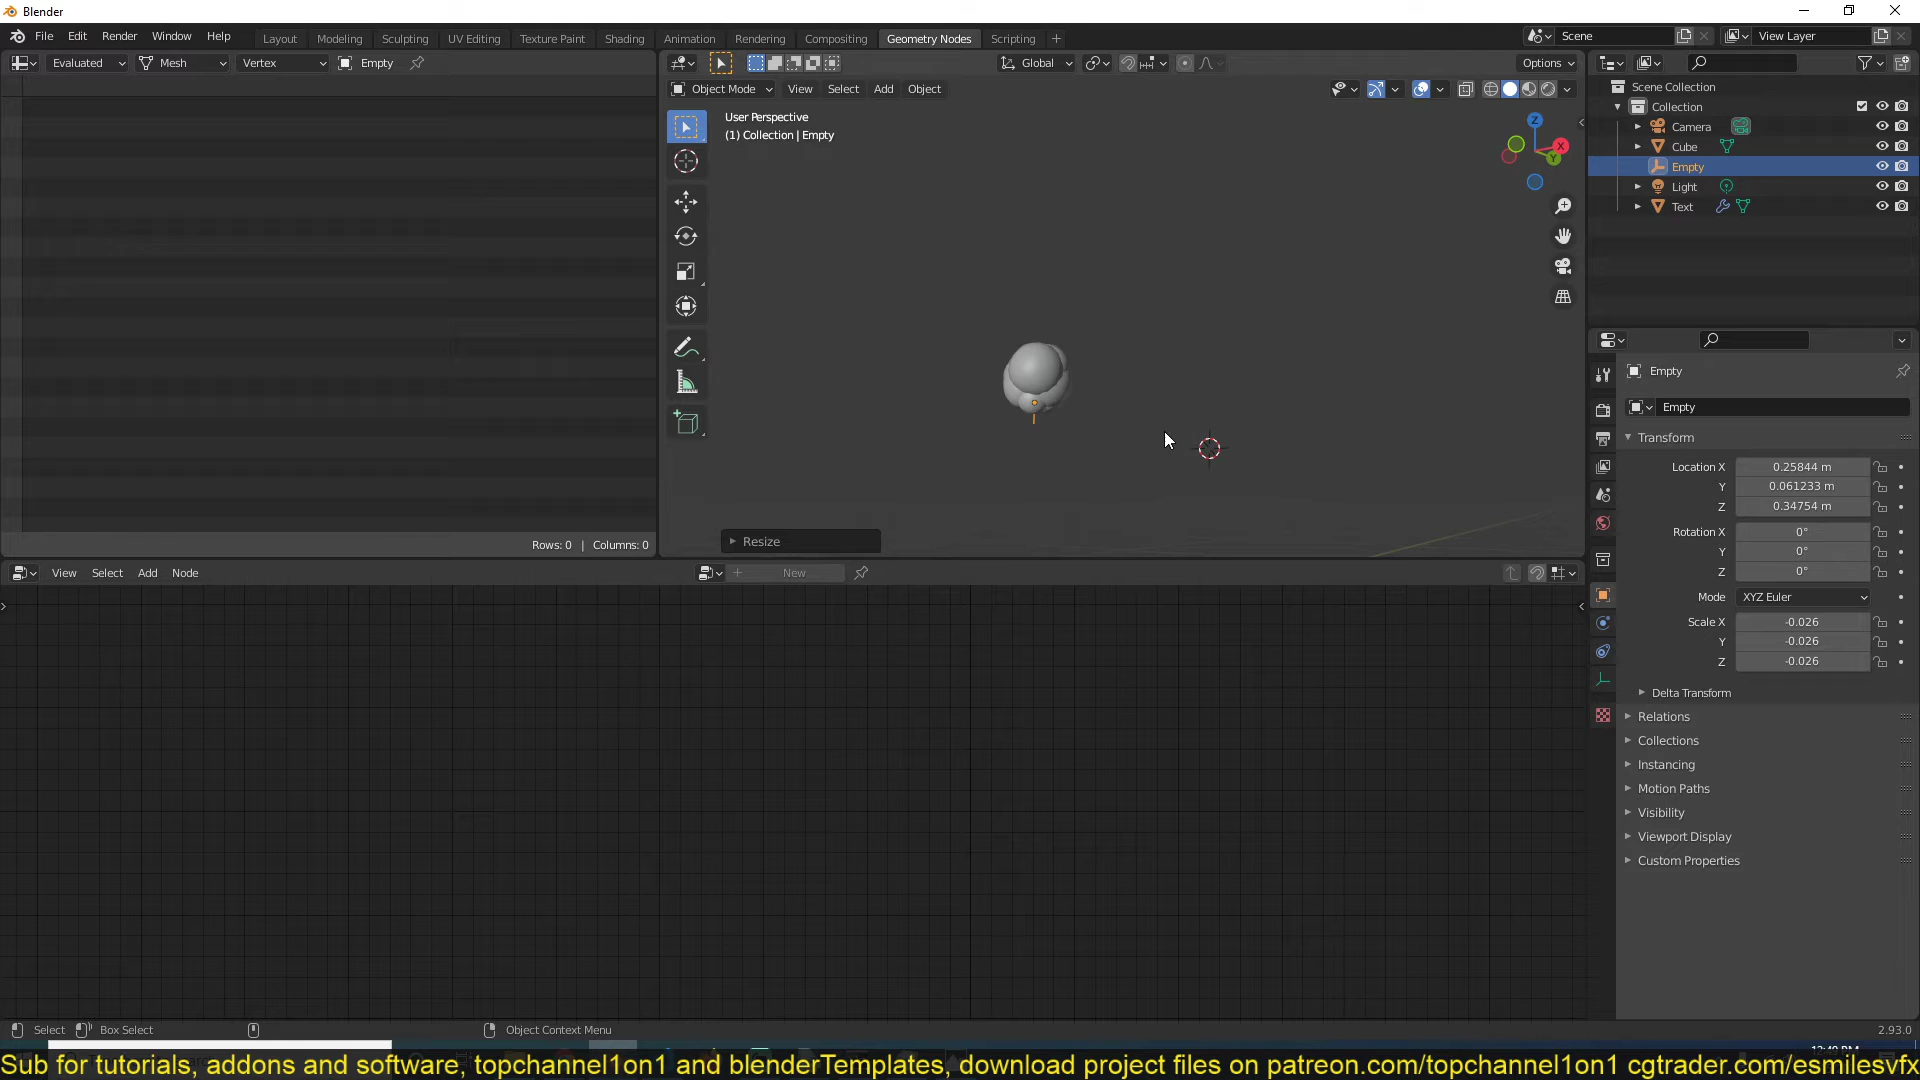 Blender
File Edit Render Window Help
Layout Modeling Sculpting UV Editing Texture Paint Shading Animation Rendering Compositing Geometry Nodes Scripting +
Scene
View Layer
Evaluated Mesh Vertex Empty
Global
Options
Object Mode View Select Add Object
User Perspective
(1) Collection | Empty
Z
X
Y
Scene Collection
Collection
Camera
Cube
Empty
Light
Text
Resize
Rows: 0 | Columns: 0
View Select Add Node
New
Empty
Empty
Transform
Location X 0.25844 m
Y 0.061233 m
Z 0.34754 m
Rotation X 0°
Y 0°
Z 0°
Mode XYZ Euler
Scale X -0.026
Y -0.026
Z -0.026
Delta Transform
Relations
Collections
Instancing
Motion Paths
Visibility
Viewport Display
Custom Properties
Select Box Select Object Context Menu 2.93.0
Sub for tutorials, addons and software, topchannel1on1 and blenderTemplates, download project files on patreon.com/topchannel1on1 cgtrader.com/esmilesvfx